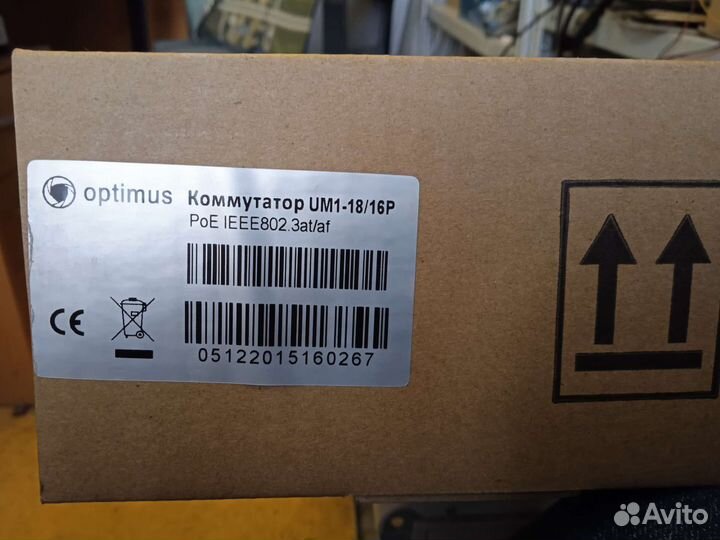 optimus Коммутатор UM1-18/16P
PoE IEEE802.3at/af
CE
05122015160267
Avito